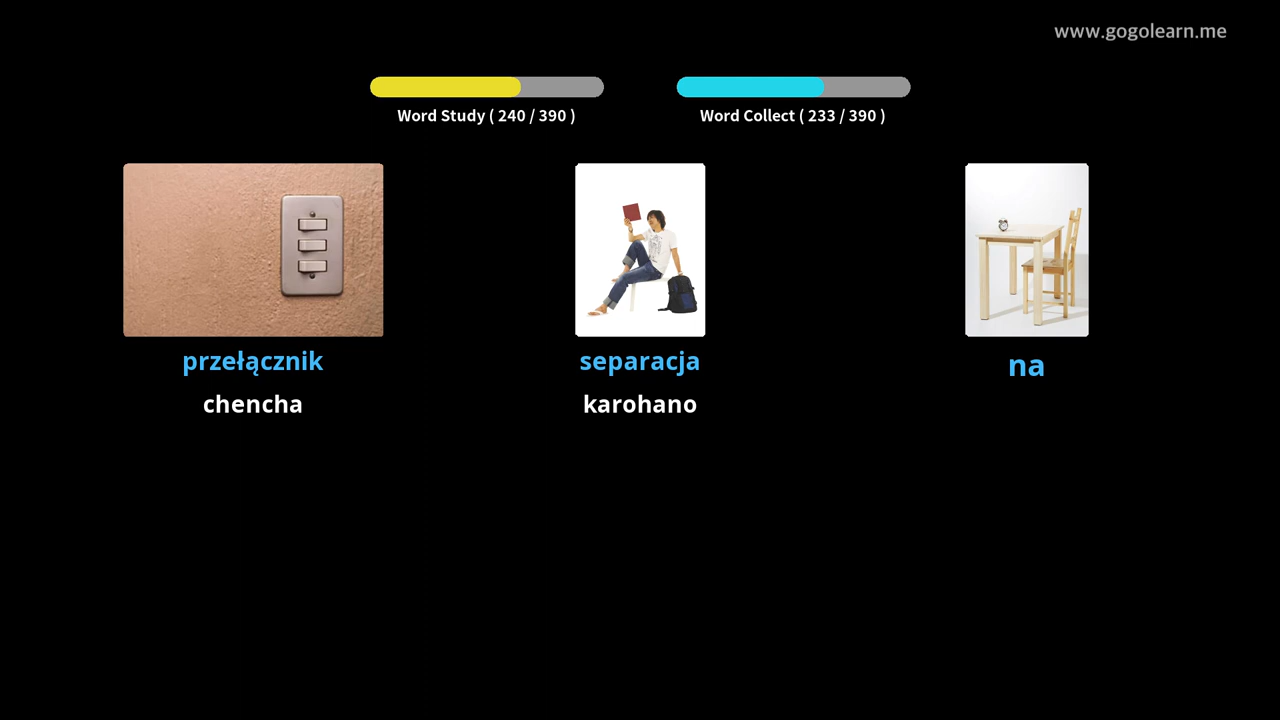 www.gogolearn.me
Word Study ( 240 / 390 )
Word Collect ( 233 / 390 )
przełącznik
separacja
na
chencha
karohano